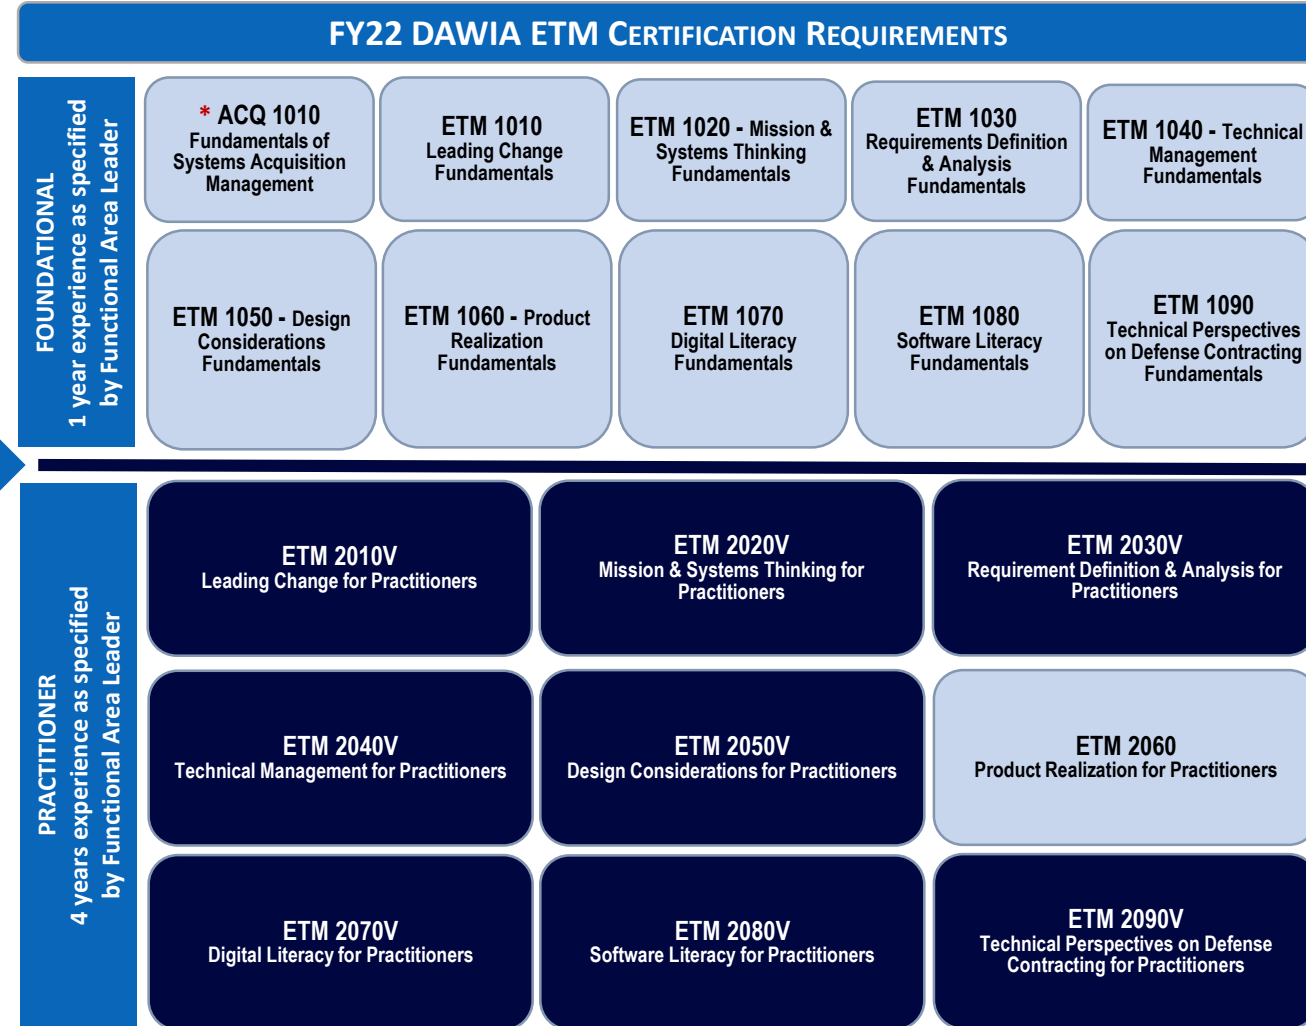 FY22 DAWIA ETM CERTIFICATION REQUIREMENTS
FOUNDATIONAL
1 year experience as specified
by Functional Area Leader
* ACQ 1010
Fundamentals of
Systems Acquisition
Management
ETM 1010
Leading Change
Fundamentals
ETM 1020 - Mission &
Systems Thinking
Fundamentals
ETM 1030
Requirements Definition
& Analysis
Fundamentals
ETM 1040 - Technical
Management
Fundamentals
ETM 1050 - Design
Considerations
Fundamentals
ETM 1060 - Product
Realization
Fundamentals
ETM 1070
Digital Literacy
Fundamentals
ETM 1080
Software Literacy
Fundamentals
ETM 1090
Technical Perspectives
on Defense Contracting
Fundamentals
PRACTITIONER
4 years experience as specified
by Functional Area Leader
ETM 2010V
Leading Change for Practitioners
ETM 2020V
Mission & Systems Thinking for
Practitioners
ETM 2030V
Requirement Definition & Analysis for
Practitioners
ETM 2040V
Technical Management for Practitioners
ETM 2050V
Design Considerations for Practitioners
ETM 2060
Product Realization for Practitioners
ETM 2070V
Digital Literacy for Practitioners
ETM 2080V
Software Literacy for Practitioners
ETM 2090V
Technical Perspectives on Defense
Contracting for Practitioners